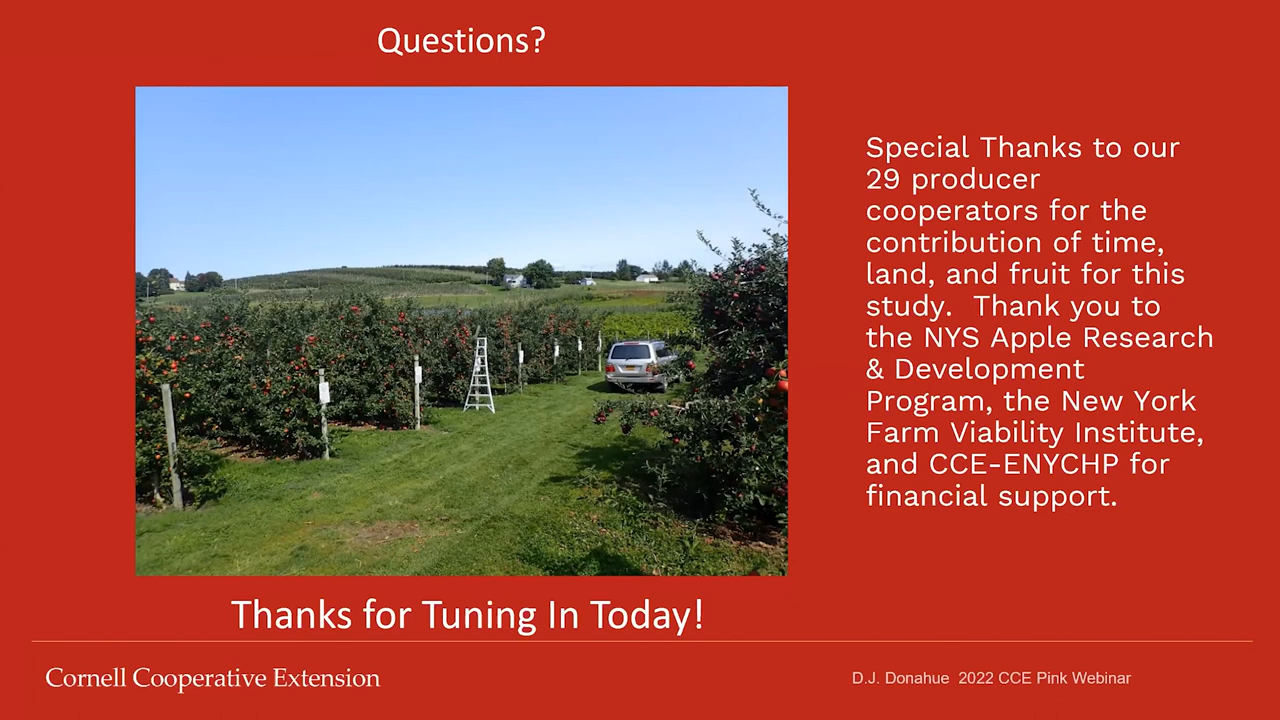 Questions?
Special Thanks to our
29 producer
cooperators for the
contribution of time,
land, and fruit for this
study.  Thank you to
the NYS Apple Research
& Development
Program, the New York
Farm Viability Institute,
and CCE-ENYCHP for
financial support.
Thanks for Tuning In Today!
Cornell Cooperative Extension
D.J. Donahue  2022 CCE Pink Webinar